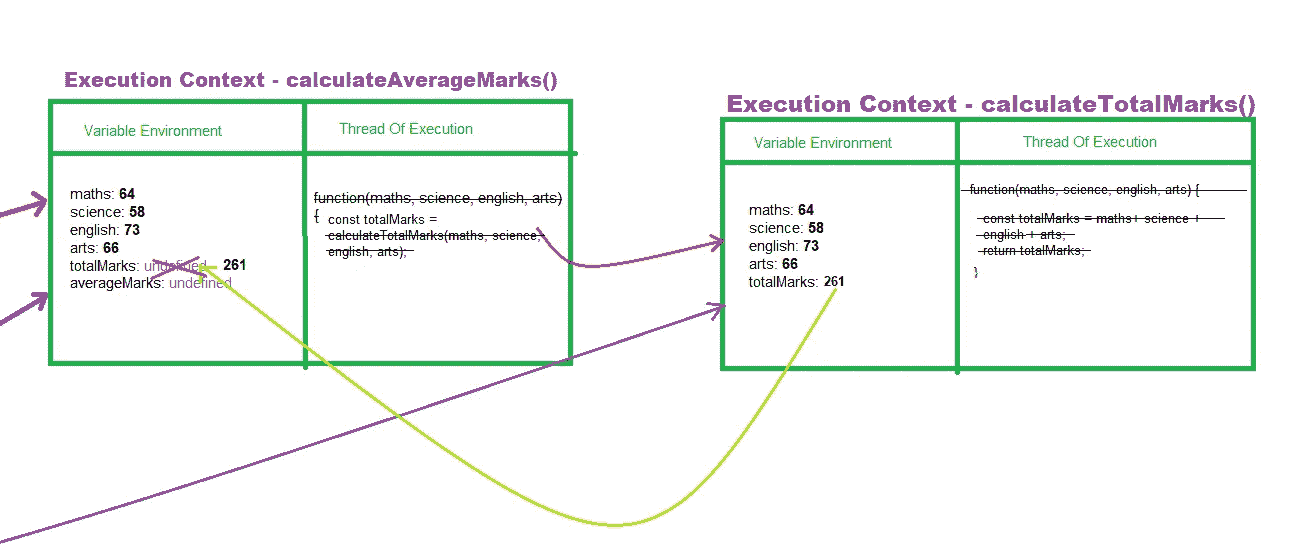 Execution Context - calculateAverageMarks()
Variable Environment
Thread Of Execution
maths: 64
science: 58
english: 73
arts: 66
totalMarks: undefined 261
averageMarks: undefined
function(maths, science, english, arts)
{ const totalMarks =
calculateTotalMarks(maths, science,
english, arts);
Execution Context - calculateTotalMarks()
Variable Environment
Thread Of Execution
maths: 64
science: 58
english: 73
arts: 66
totalMarks: 261
function(maths, science, english, arts) {
const totalMarks = maths+ science +
english + arts;
return totalMarks;
}